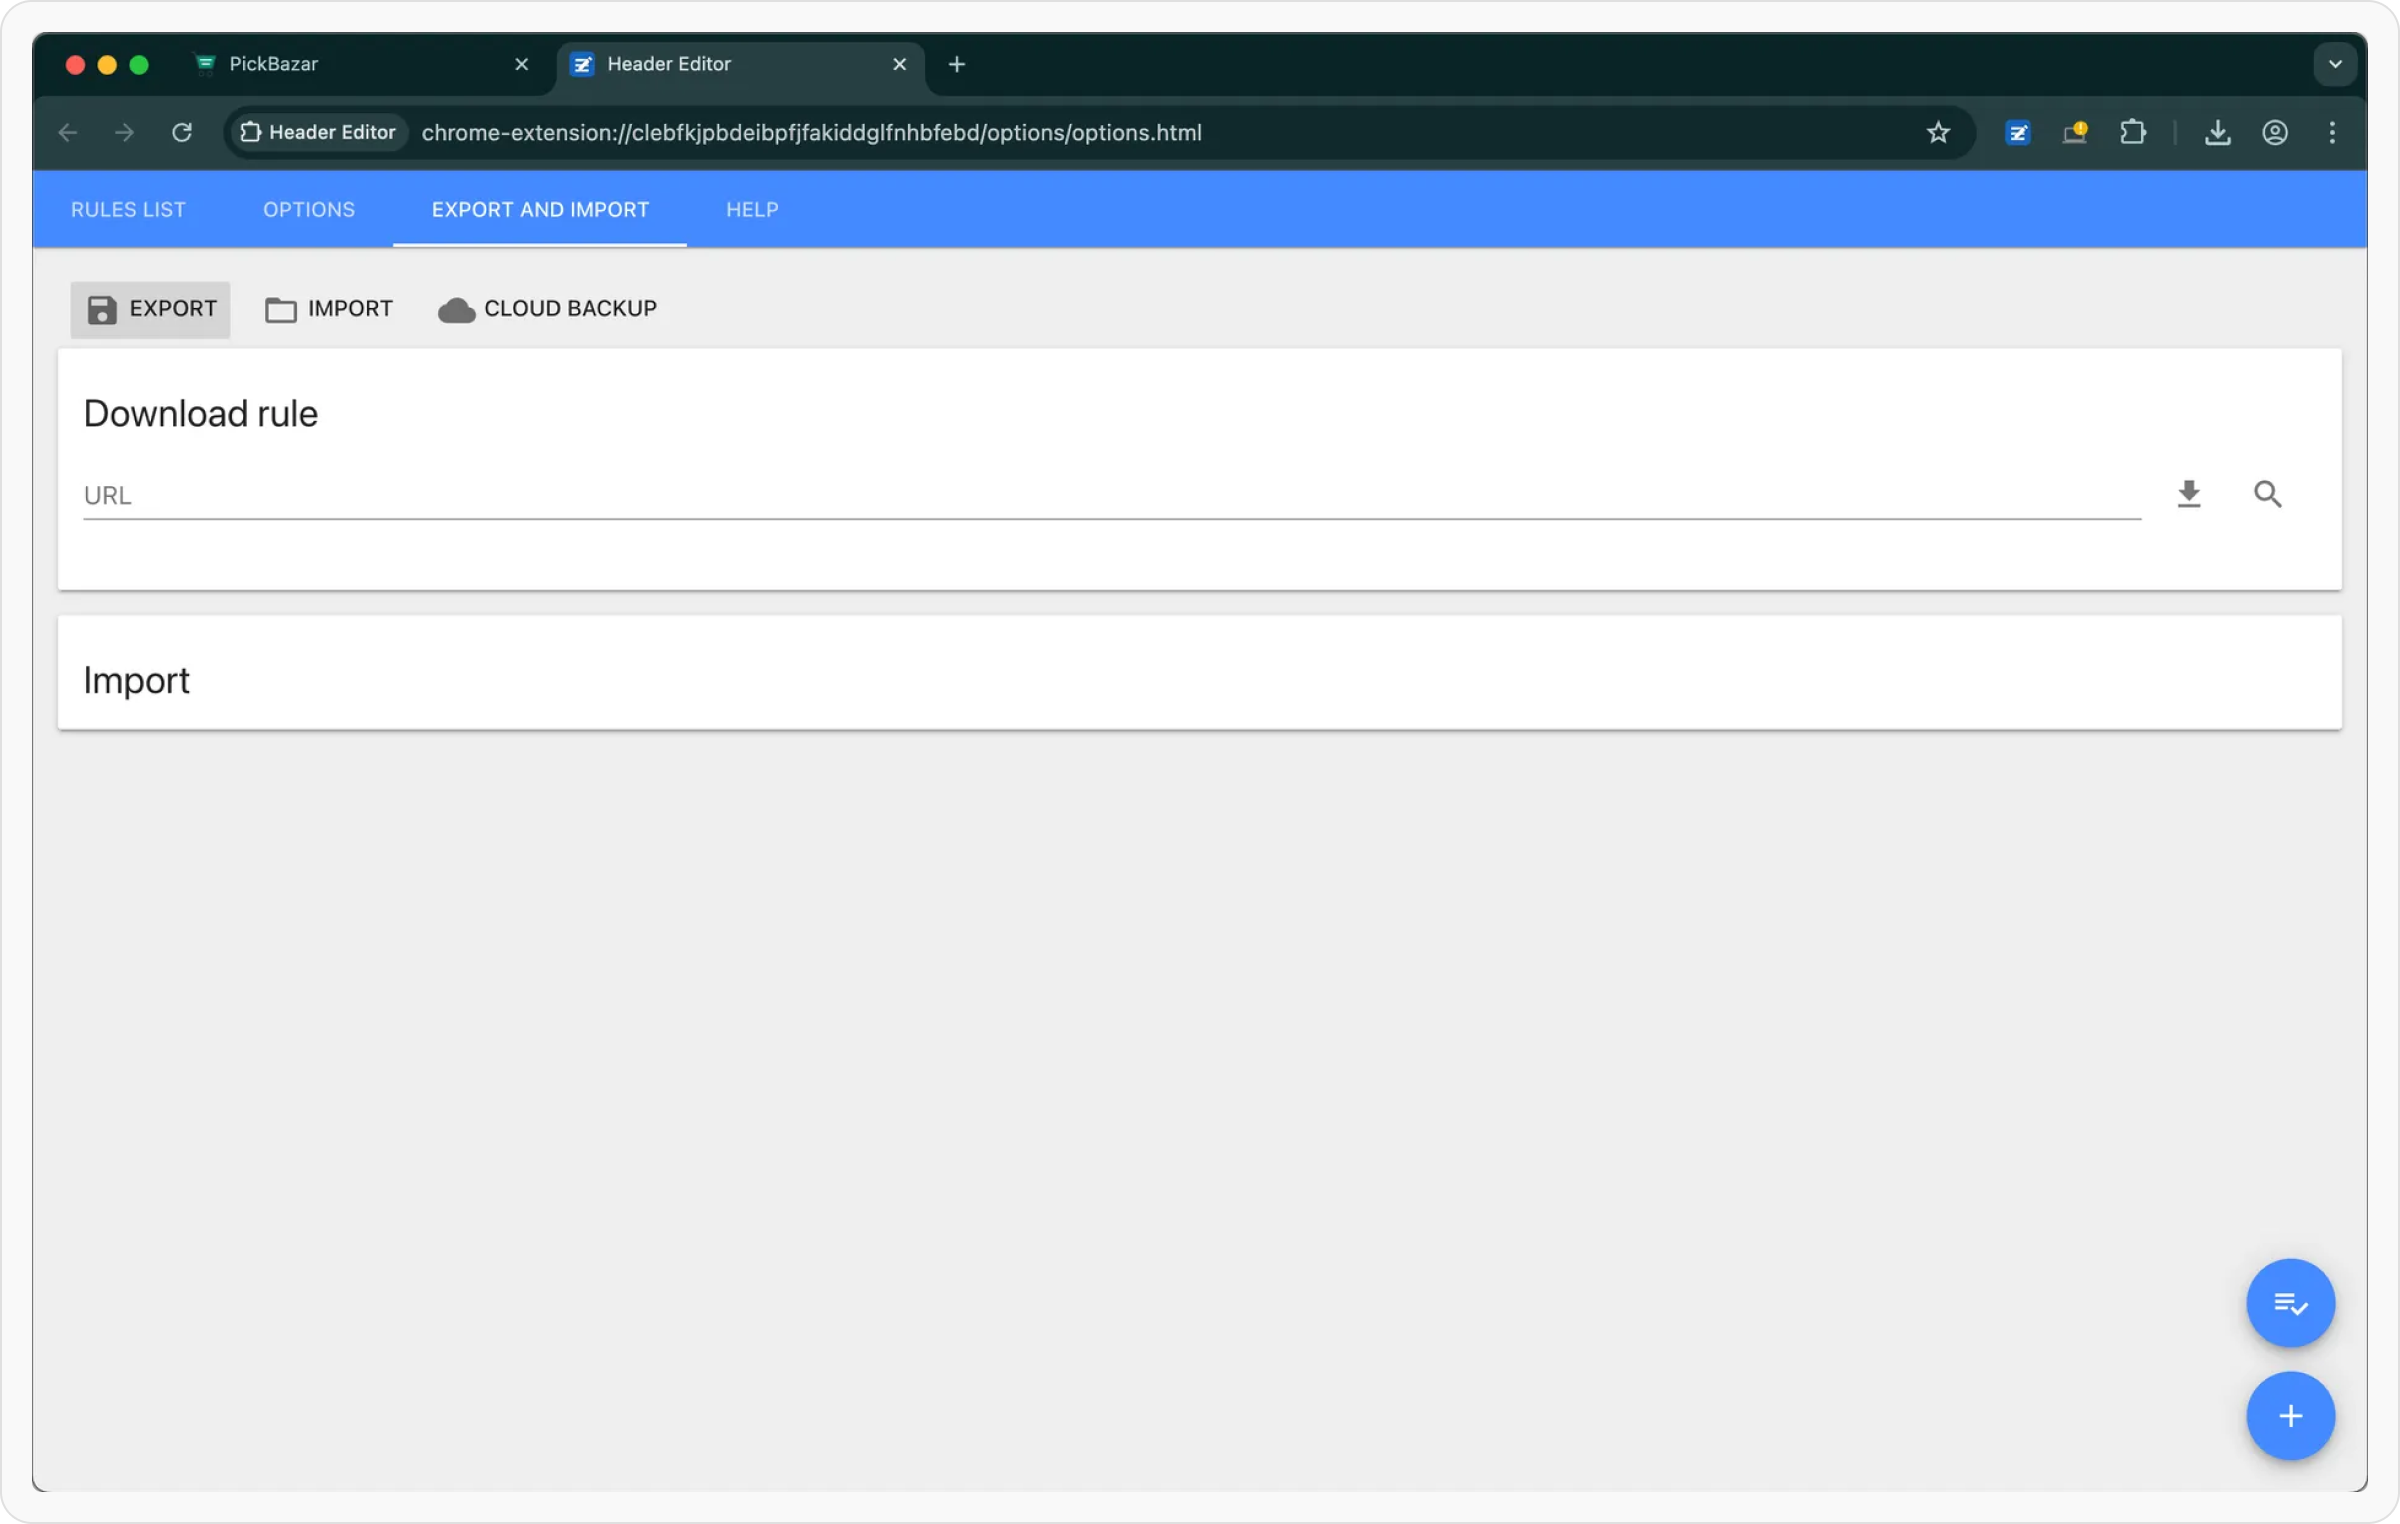 PickBazar
Header Editor
Header Editor chrome-extension://clebfkjpbdeibpfjfakiddglfnhbfebd/options/options.html
RULES LIST OPTIONS EXPORT AND IMPORT HELP
EXPORT IMPORT CLOUD BACKUP
Download rule
URL
Import